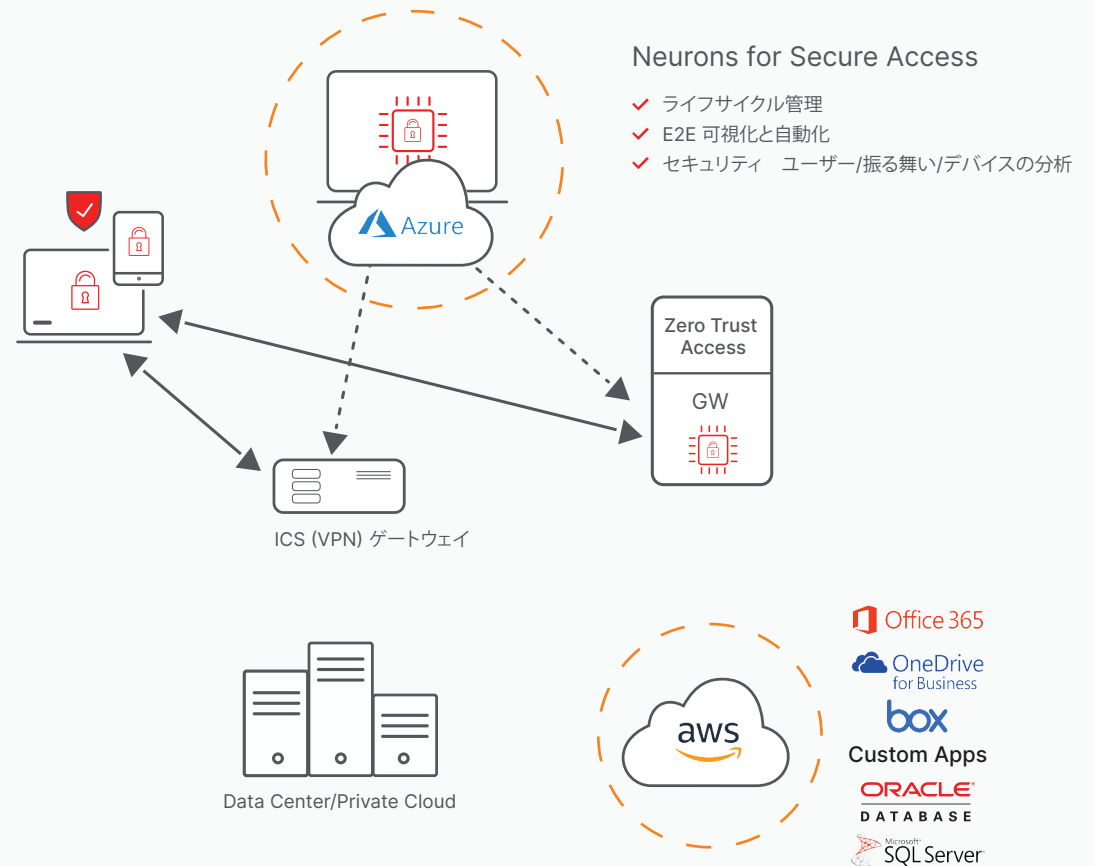 Neurons for Secure Access
ライフサイクル管理
E2E 可視化と自動化
セキュリティ　ユーザー/振る舞い/デバイスの分析
Azure
Zero Trust
Access
GW
ICS (VPN) ゲートウェイ
Data Center/Private Cloud
aws
Office 365
OneDrive
for Business
box
Custom Apps
ORACLE
DATABASE
Microsoft
SQL Server